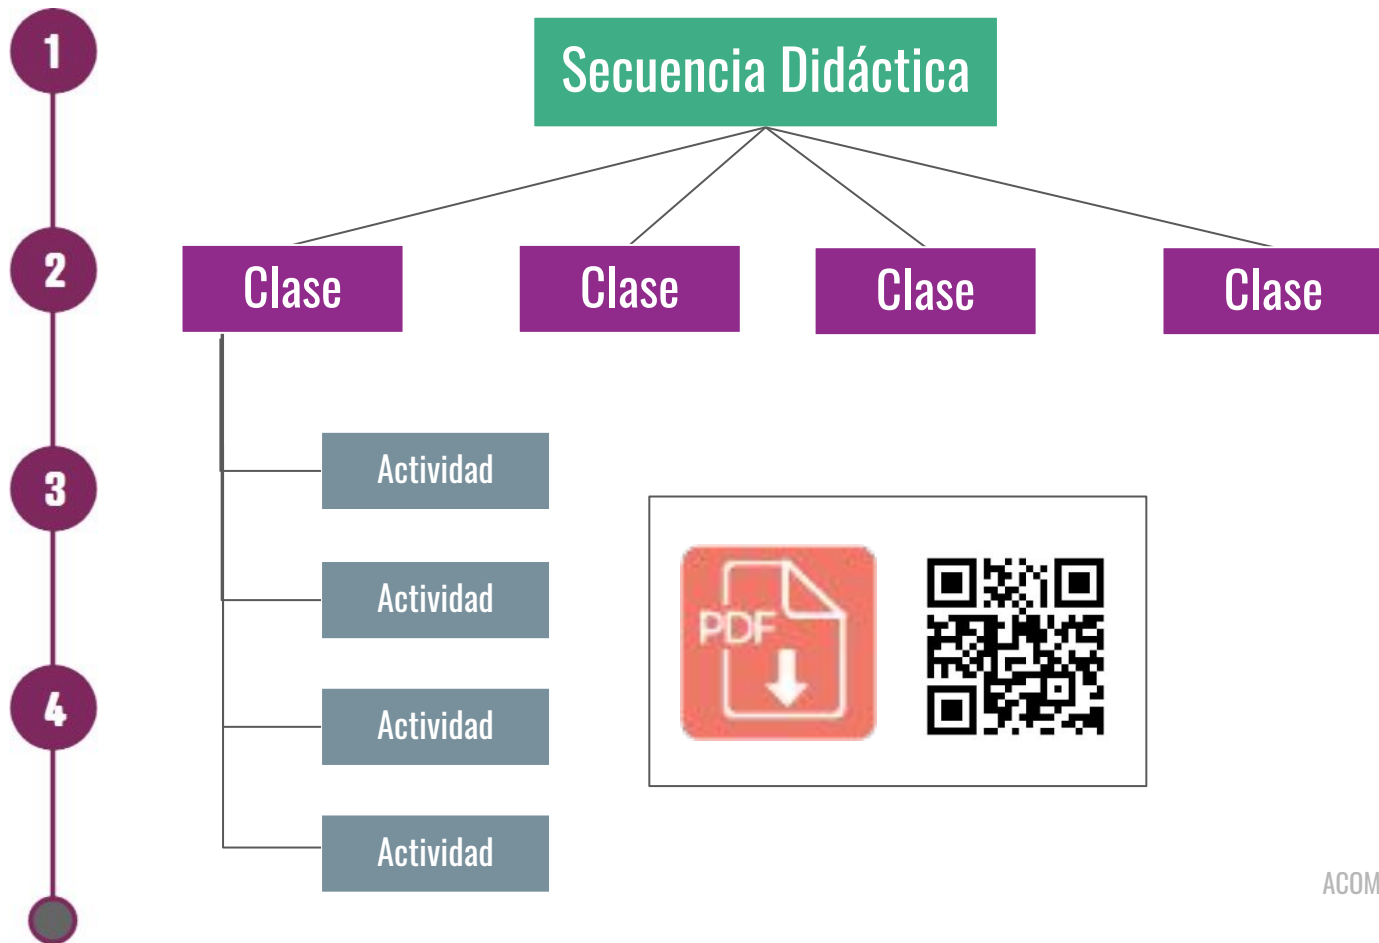 1
Secuencia Didáctica
2
Clase
Clase
Clase
Clase
3
Actividad
Actividad
PDF
4
Actividad
Actividad
ACOM